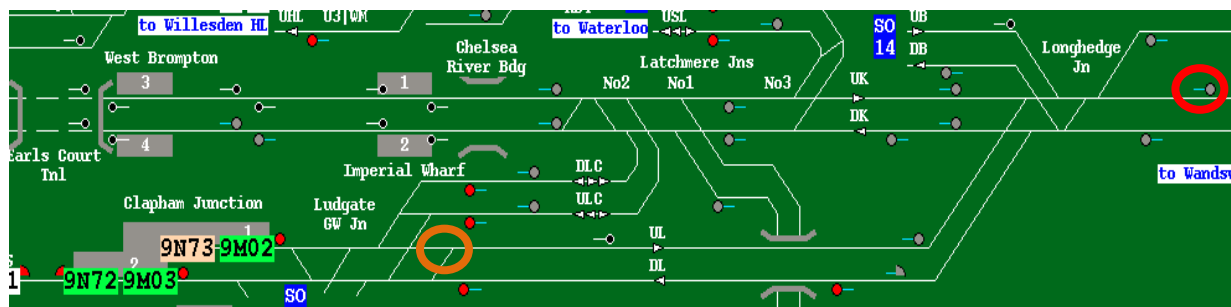 UHL U3|WM
to Willesden HL
to Waterloo
USL
SO
14
UB
DB
Longhedge
Jn
West Brompton
3
Chelsea
River Bdg
1
Latchmere Jns
No2 No1 No3
UK
DK
4
2
Earls Court
Tnl
Imperial Wharf
DLC
ULC
to Wandsw
Clapham Junction
1
Ludgate
GW Jn
9N73 9M02
UL
DL
2
1
9N72 9M03
SO